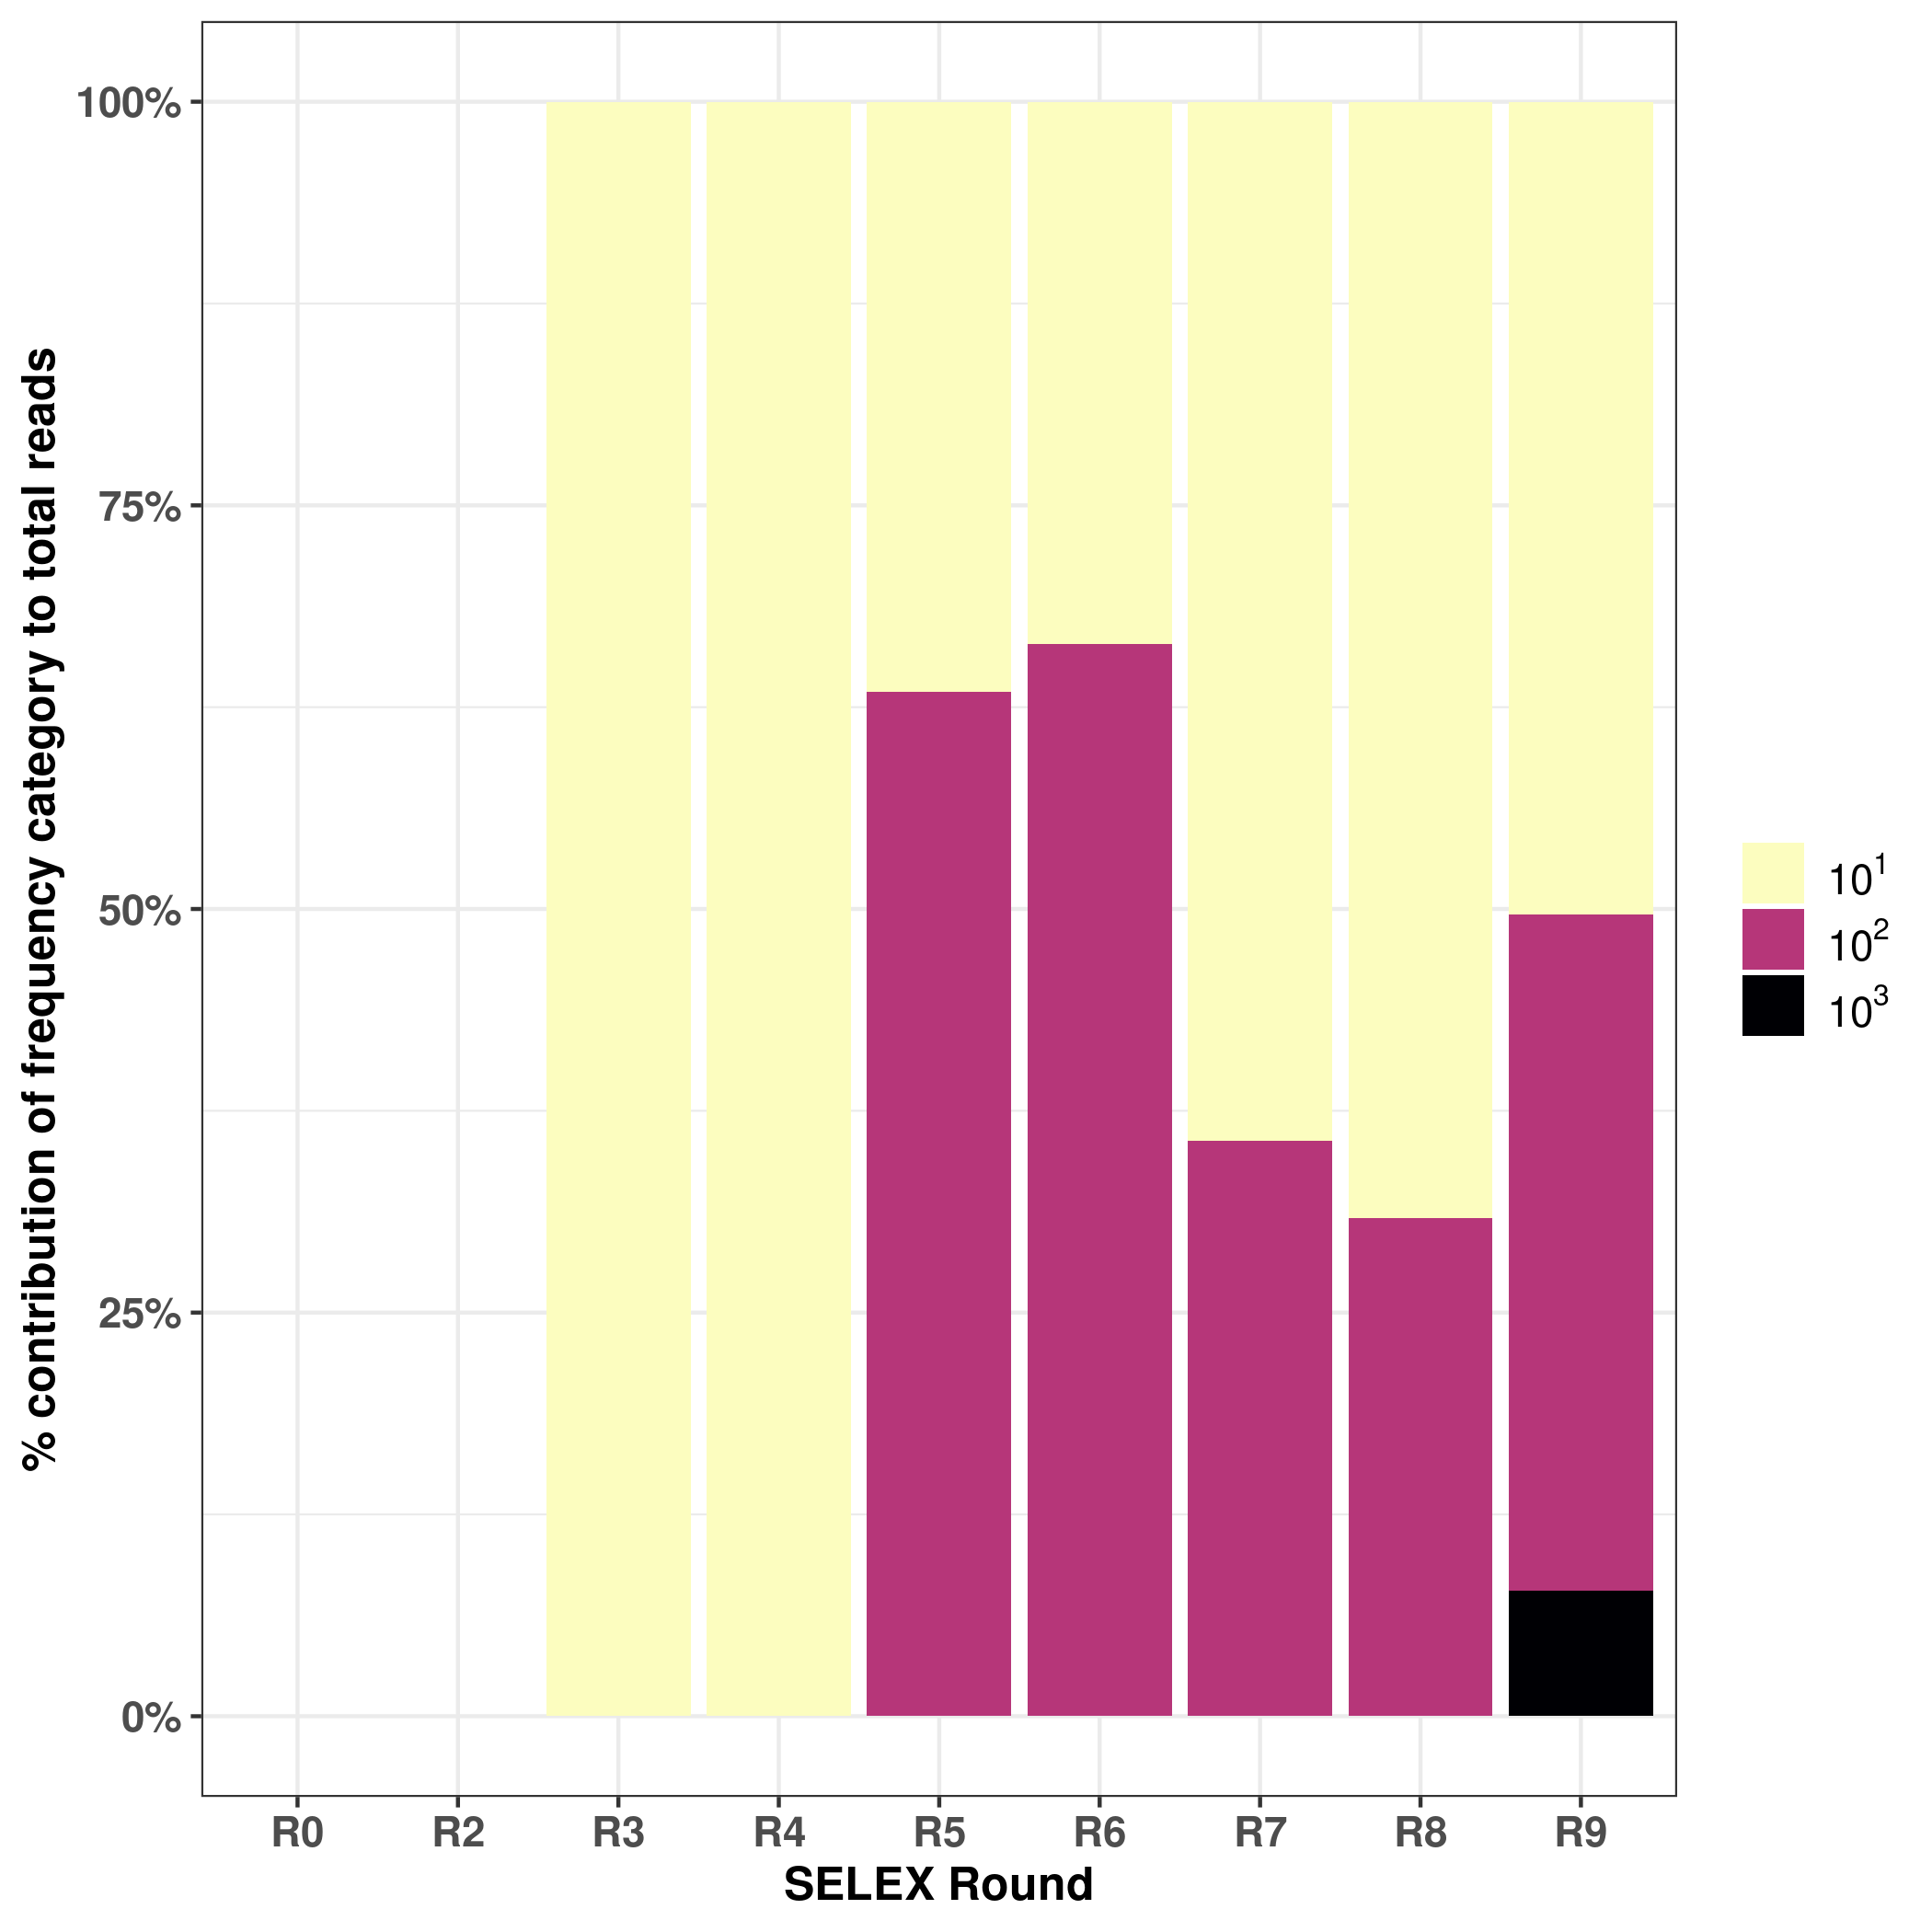 % contribution of frequency category to total reads
100%
75%
50%
25%
0%
R0 R2 R3 R4 R5 R6 R7 R8 R9
SELEX Round
10¹
10²
10³